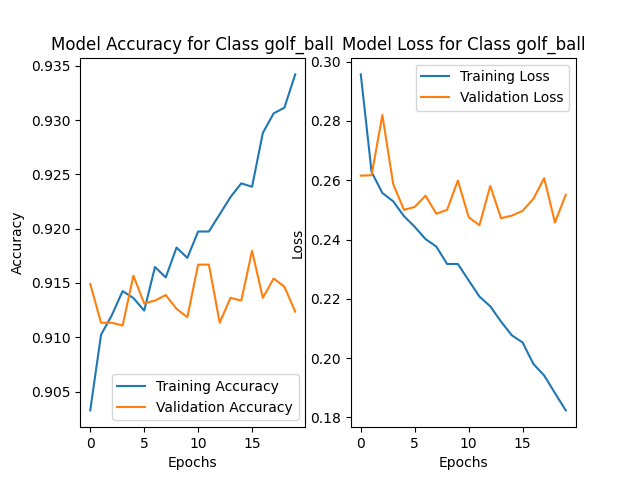 Model Accuracy for Class golf_ball
0.935
0.930
0.925
0.920
0.915
0.910
0.905
Accuracy
Training Accuracy
Validation Accuracy
0 5 10 15
Epochs
Model Loss for Class golf_ball
0.30
0.28
0.26
0.24
0.22
0.20
0.18
Loss
Training Loss
Validation Loss
0 5 10 15
Epochs